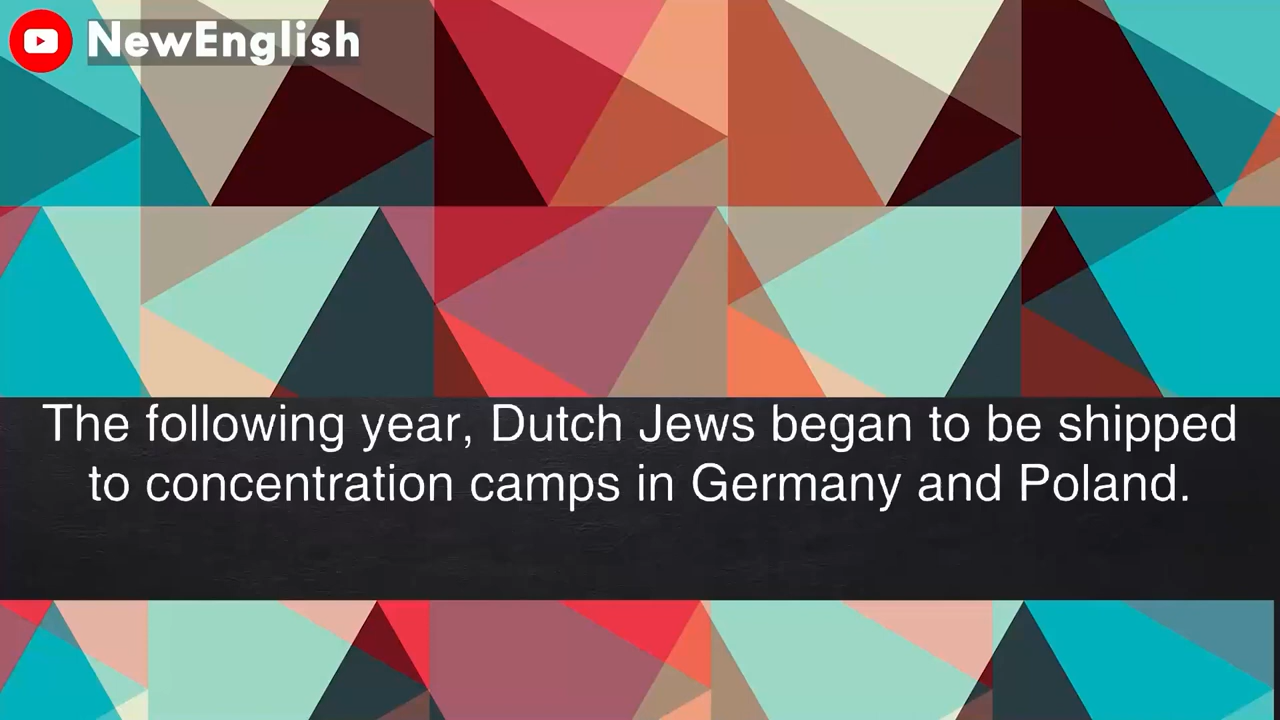 NewEnglish
The following year, Dutch Jews began to be shipped
to concentration camps in Germany and Poland.